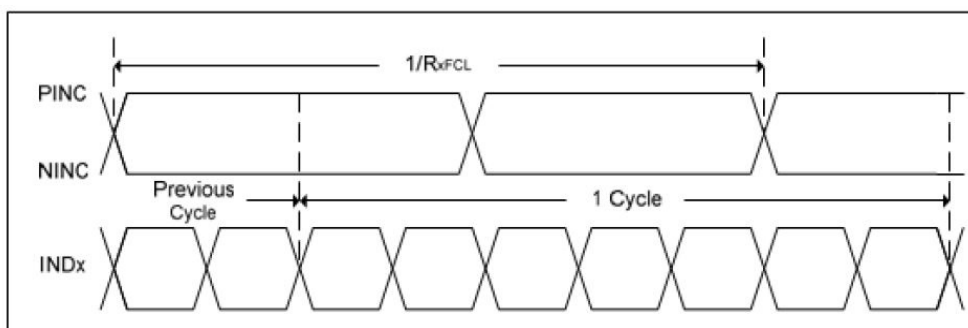 1/RxFCL
PINC
NINC
Previous
Cycle
1 Cycle
INDx